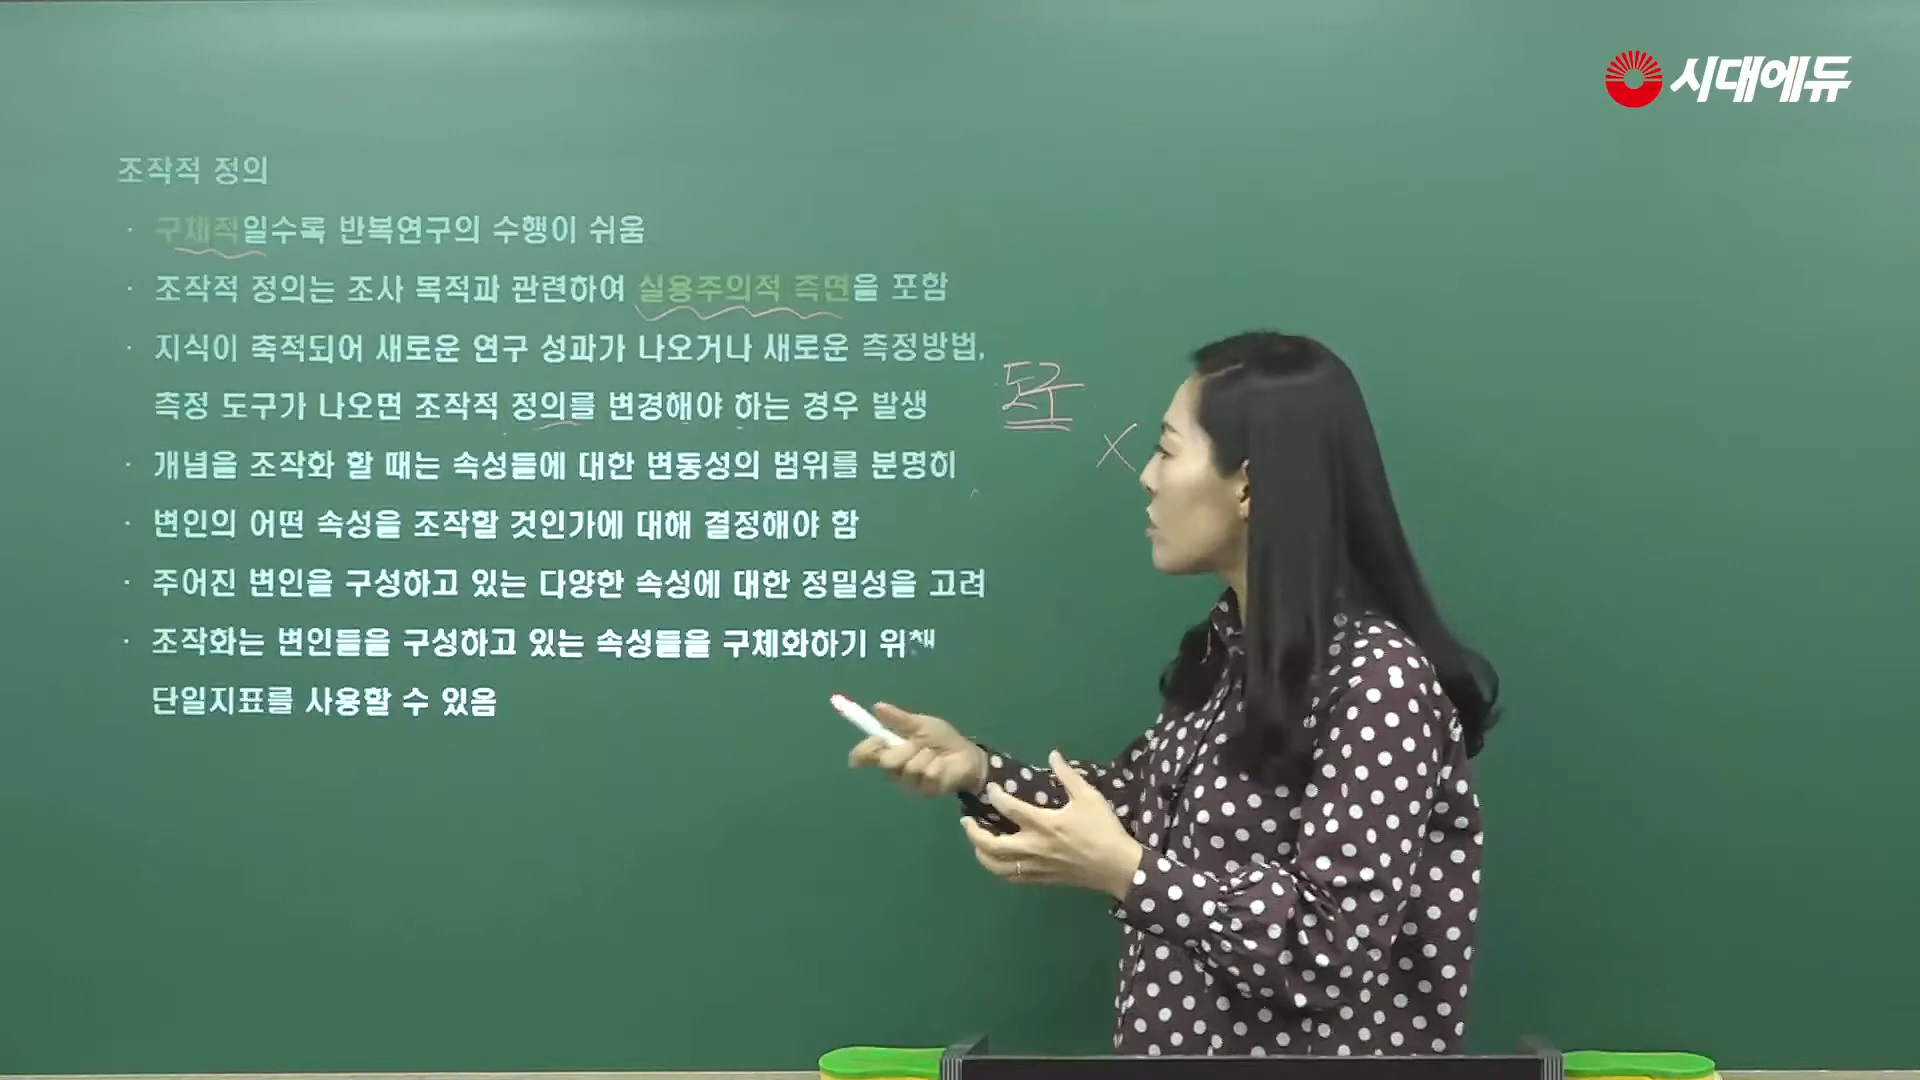 시대에듀
조작적 정의
· 구체적일수록 반복연구의 수행이 쉬움
· 조작적 정의는 조사 목적과 관련하여 실용주의적 측면을 포함
· 지식이 축적되어 새로운 연구 성과가 나오거나 새로운 측정방법,
측정 도구가 나오면 조작적 정의를 변경해야 하는 경우 발생
도구
X
· 개념을 조작화 할 때는 속성들에 대한 변동성의 범위를 분명히
· 변인의 어떤 속성을 조작할 것인가에 대해 결정해야 함
· 주어진 변인을 구성하고 있는 다양한 속성에 대한 정밀성을 고려
· 조작화는 변인들을 구성하고 있는 속성들을 구체화하기 위해
단일지표를 사용할 수 있음